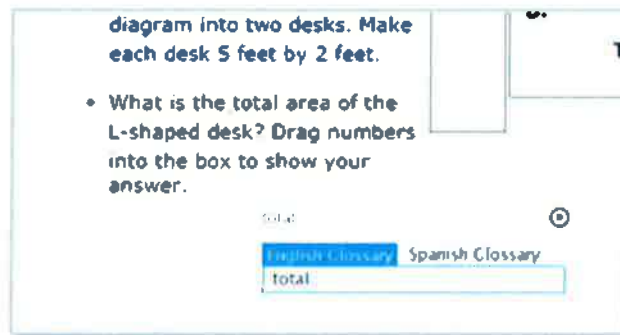 diagram into two desks. Make
each desk 5 feet by 2 feet.
• What is the total area of the
L-shaped desk? Drag numbers
into the box to show your
answer.
total
English Glossary Spanish Glossary
total